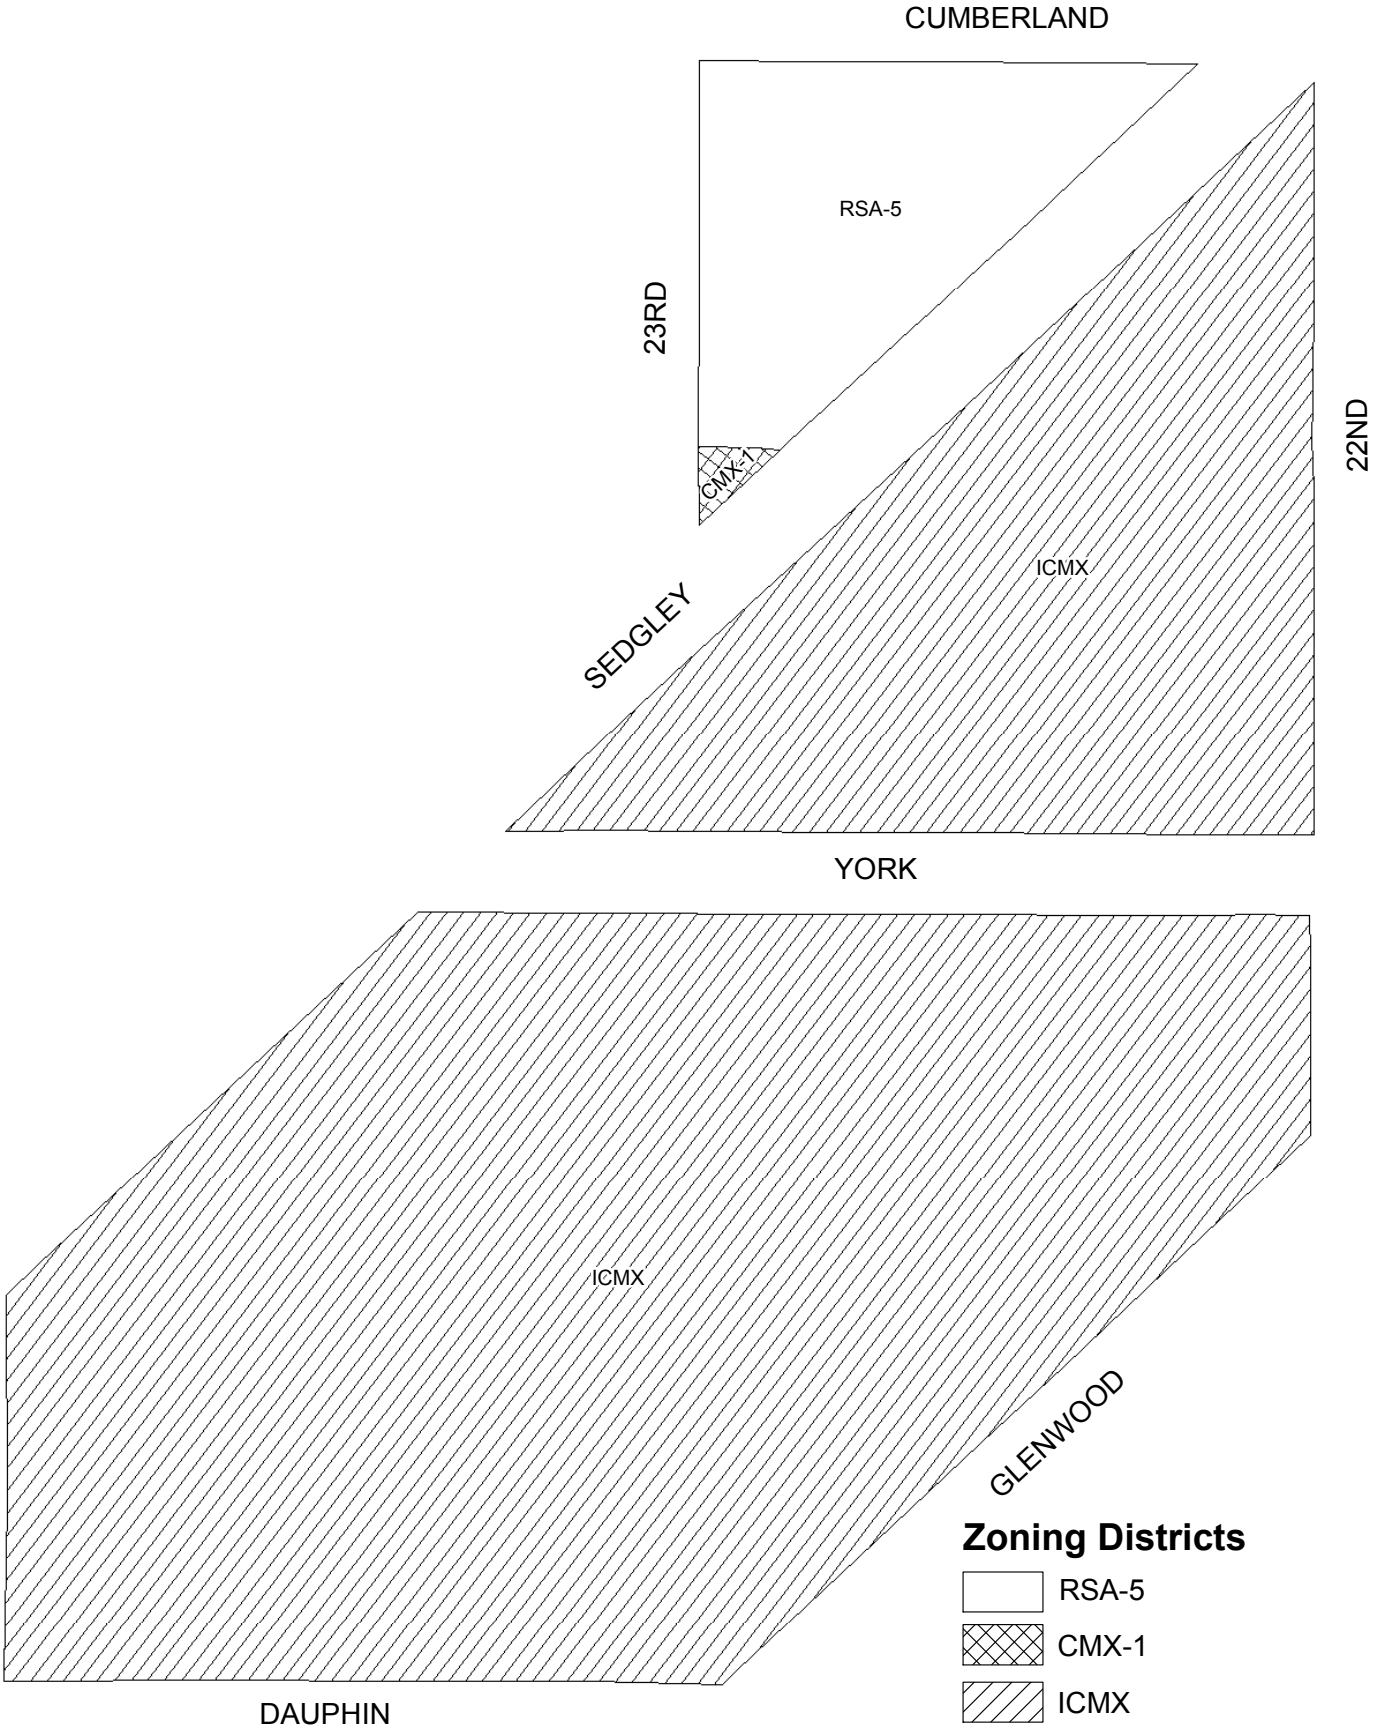 CUMBERLAND
RSA-5
23RD
22ND
CMX-1
ICMX
SEDGLEY
YORK
ICMX
GLENWOOD
Zoning Districts
RSA-5
CMX-1
ICMX
DAUPHIN